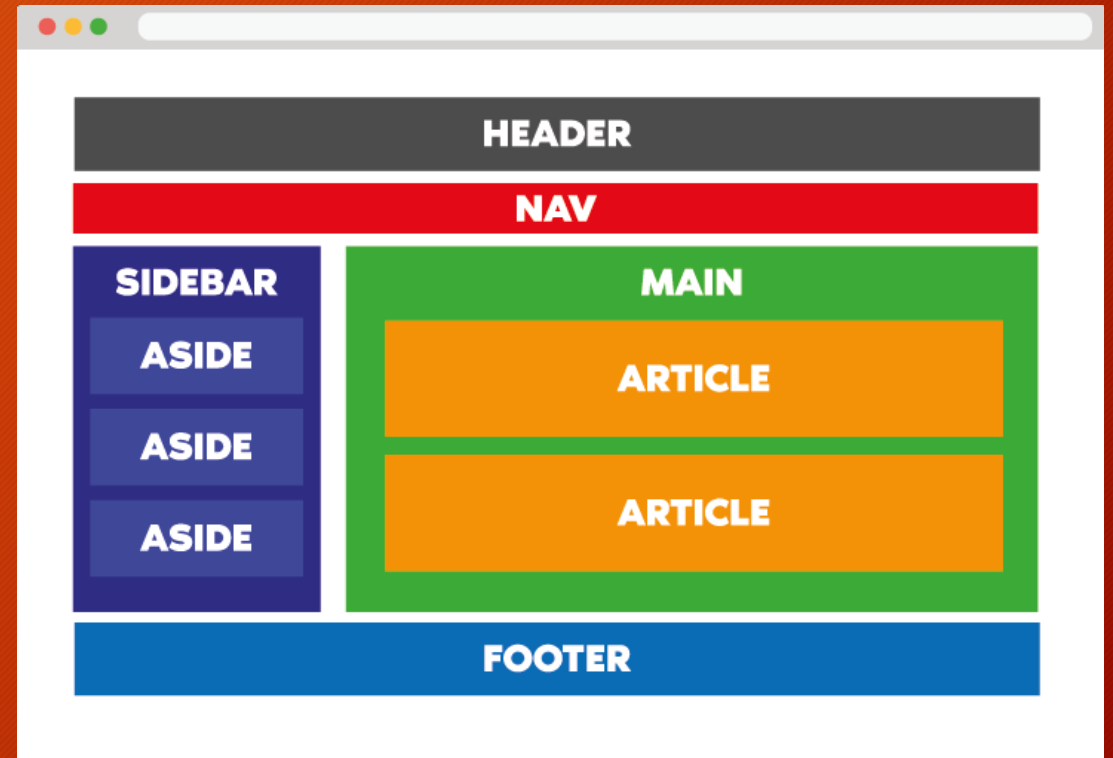 HEADER
NAV
SIDEBAR
ASIDE
ASIDE
ASIDE
MAIN
ARTICLE
ARTICLE
FOOTER